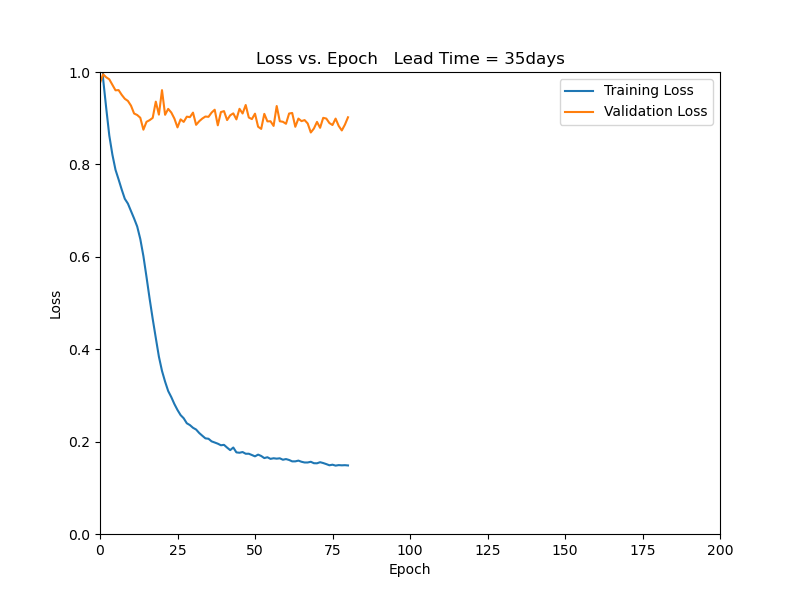 Loss vs. Epoch   Lead Time = 35days
Training Loss
Validation Loss
1.0
0.8
0.6
0.4
0.2
0.0
Loss
0 25 50 75 100 125 150 175 200
Epoch